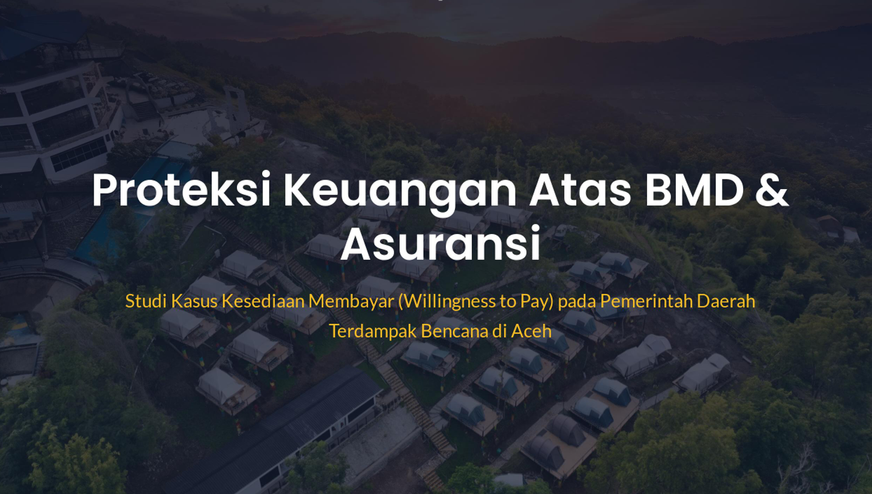 Proteksi Keuangan Atas BMD &
Asuransi
Studi Kasus Kesediaan Membayar (Willingness to Pay) pada Pemerintah Daerah
Terdampak Bencana di Aceh